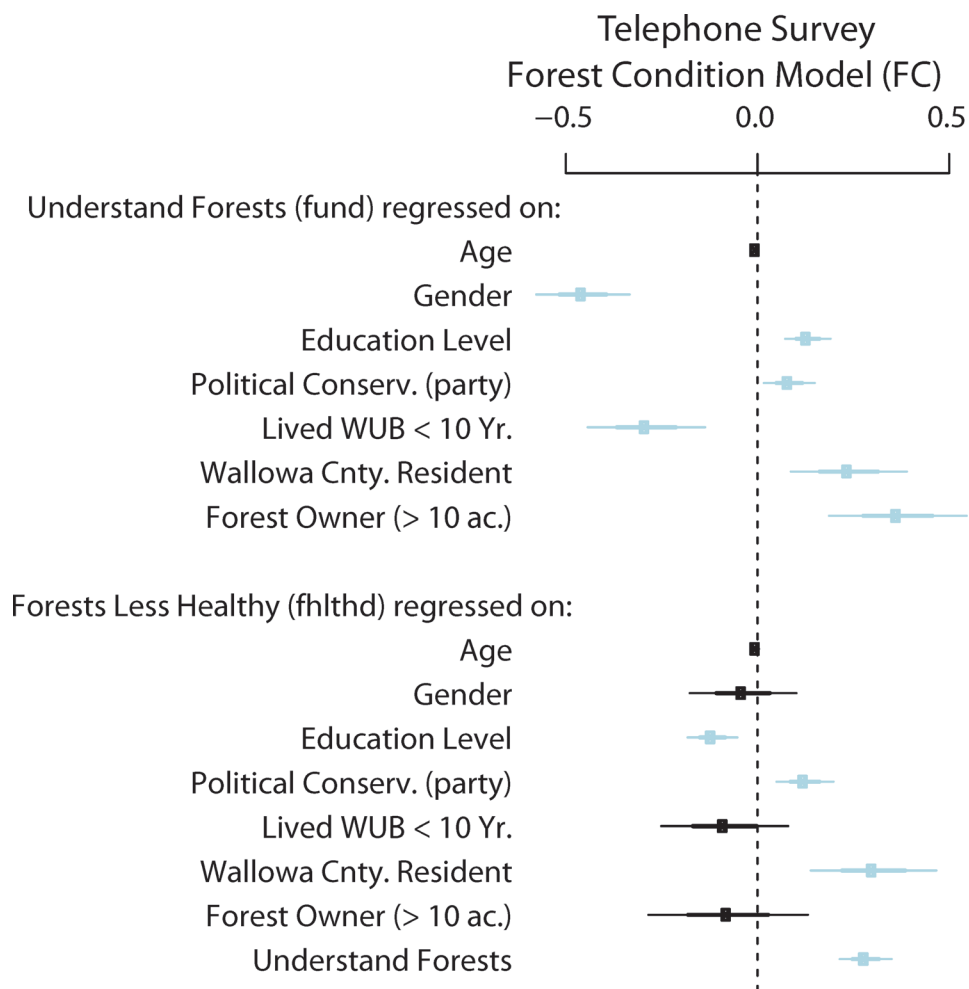 Telephone Survey
Forest Condition Model (FC)
−0.5 0.0 0.5
Understand Forests (fund) regressed on:
Age
Gender
Education Level
Political Conserv. (party)
Lived WUB < 10 Yr.
Wallowa Cnty. Resident
Forest Owner (> 10 ac.)
Forests Less Healthy (fhlthd) regressed on:
Age
Gender
Education Level
Political Conserv. (party)
Lived WUB < 10 Yr.
Wallowa Cnty. Resident
Forest Owner (> 10 ac.)
Understand Forests